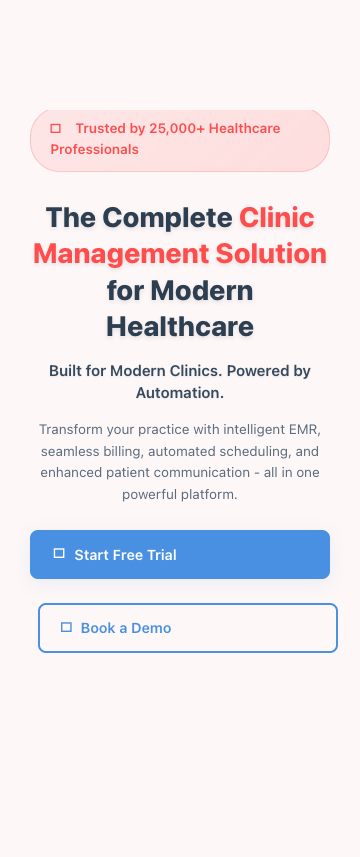 Trusted by 25,000+ Healthcare
Professionals
The Complete Clinic
Management Solution
for Modern
Healthcare
Built for Modern Clinics. Powered by
Automation.
Transform your practice with intelligent EMR,
seamless billing, automated scheduling, and
enhanced patient communication - all in one
powerful platform.
Start Free Trial
Book a Demo